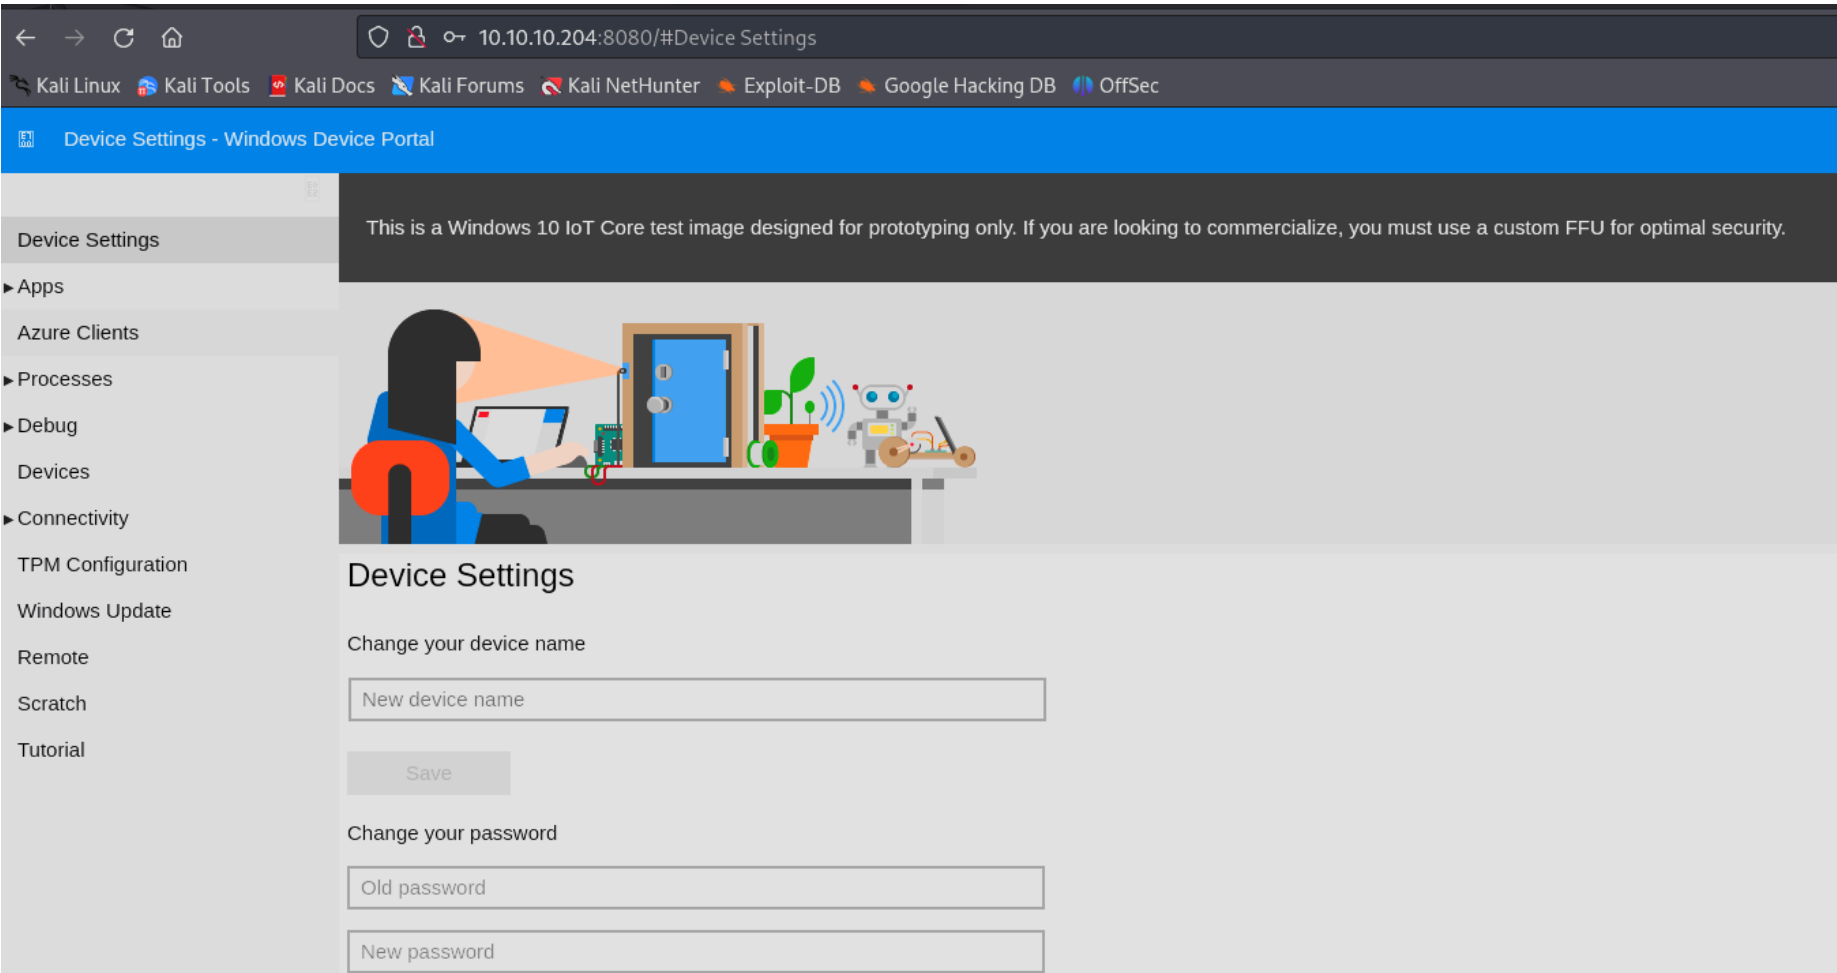 10.10.10.204:8080/#Device Settings
Kali Linux Kali Tools Kali Docs Kali Forums Kali NetHunter Exploit-DB Google Hacking DB OffSec
Device Settings - Windows Device Portal
This is a Windows 10 IoT Core test image designed for prototyping only. If you are looking to commercialize, you must use a custom FFU for optimal security.
Device Settings
Apps
Azure Clients
Processes
Debug
Devices
Connectivity
TPM Configuration
Windows Update
Remote
Scratch
Tutorial
Device Settings
Change your device name
New device name
Save
Change your password
Old password
New password